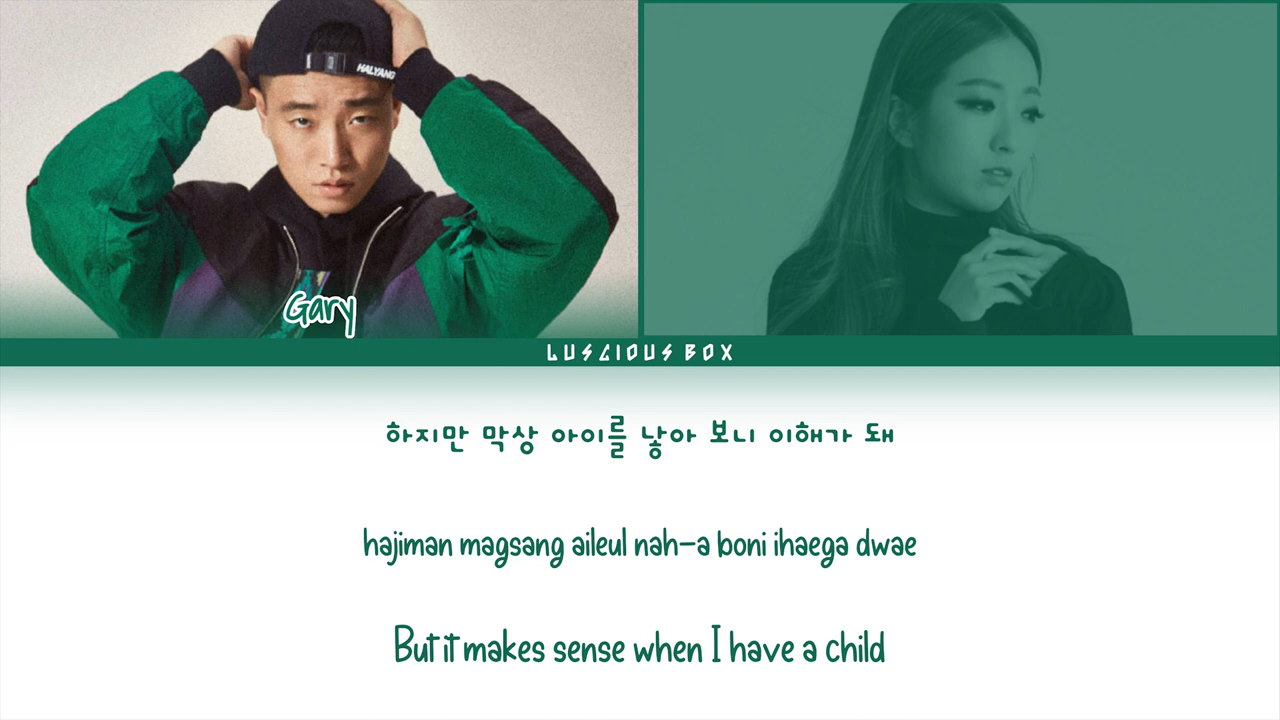 HALYANG
Gary
LUSCIOUS BOX
하지만 막상 아이를 낳아 보니 이해가 돼
hajiman magsang aileul nah-a boni ihaega dwae
But it makes sense when I have a child